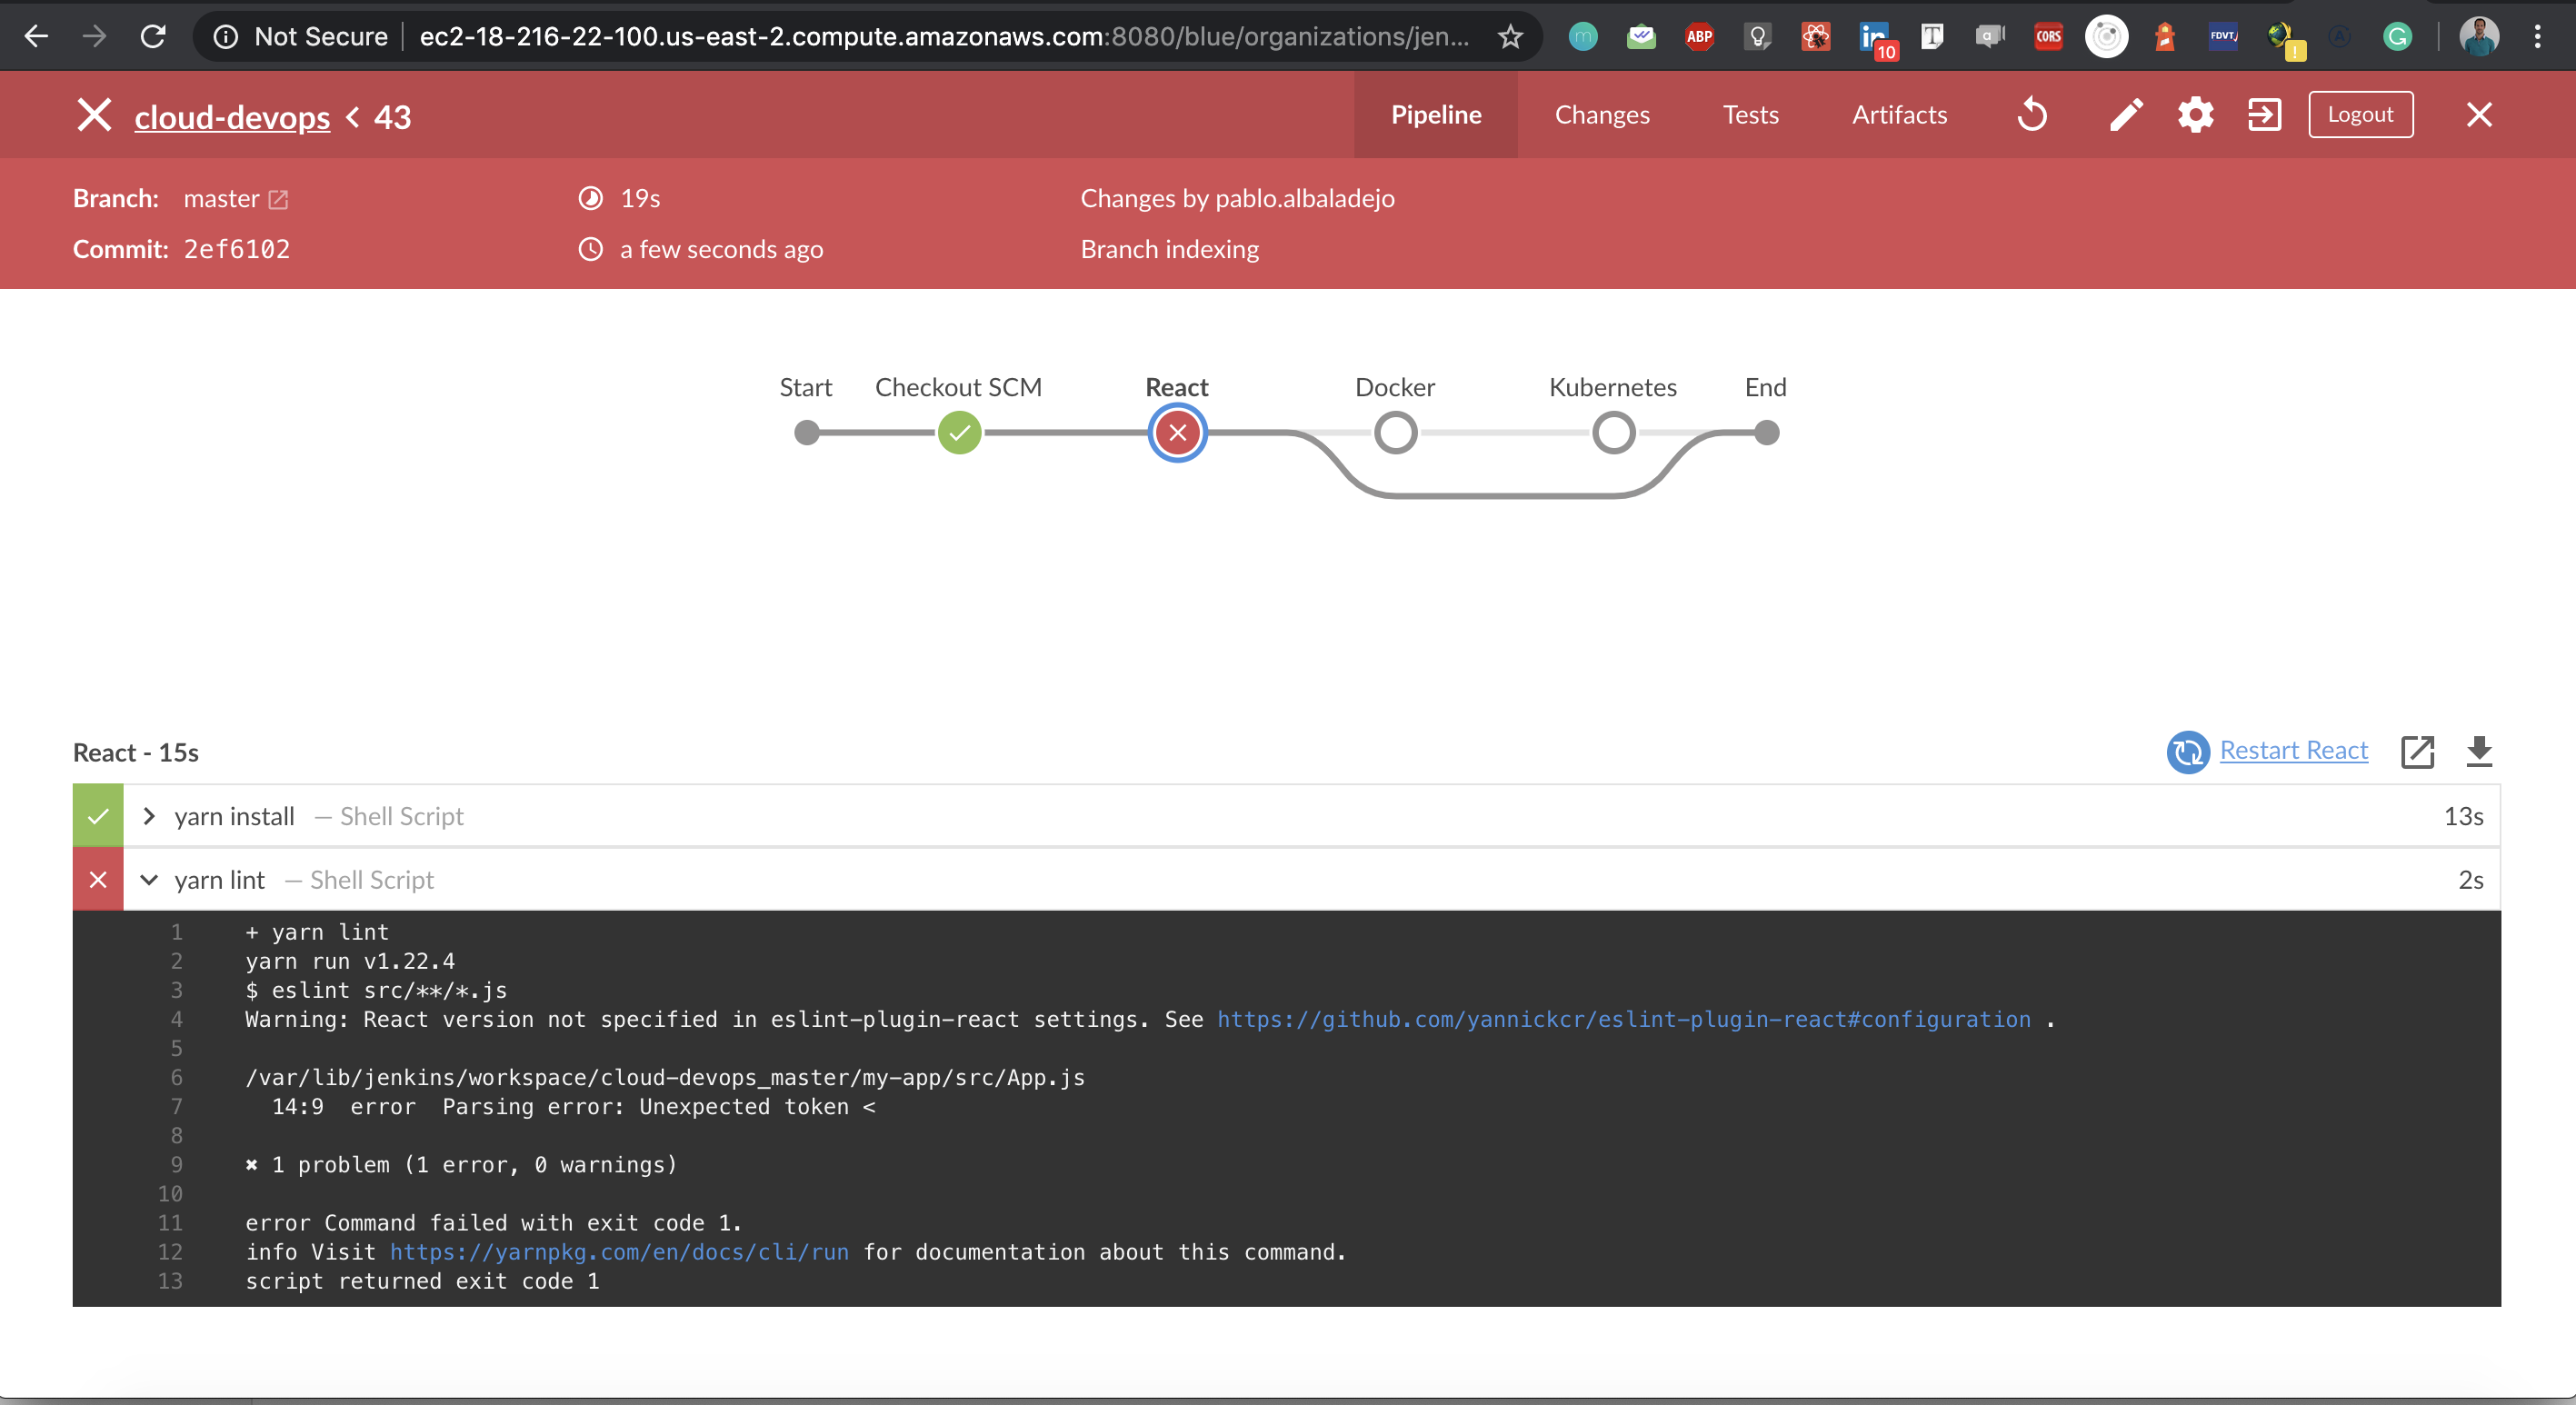 Not Secure | ec2-18-216-22-100.us-east-2.compute.amazonaws.com:8080/blue/organizations/jen...
ABP
in
10
T
a
CORS
FDVT
!
A
G
m
cloud-devops < 43
Pipeline
Changes
Tests
Artifacts
Logout
Branch: master
19s
Changes by pablo.albaladejo
Commit: 2ef6102
a few seconds ago
Branch indexing
Start
Checkout SCM
React
Docker
Kubernetes
End
React - 15s
Restart React
yarn install — Shell Script
13s
yarn lint — Shell Script
2s
1 + yarn lint
2 yarn run v1.22.4
3 $ eslint src/**/*.js
4 Warning: React version not specified in eslint-plugin-react settings. See https://github.com/yannickcr/eslint-plugin-react#configuration .
5
6 /var/lib/jenkins/workspace/cloud-devops_master/my-app/src/App.js
7 14:9 error Parsing error: Unexpected token <
8
9 ✖ 1 problem (1 error, 0 warnings)
10
11 error Command failed with exit code 1.
12 info Visit https://yarnpkg.com/en/docs/cli/run for documentation about this command.
13 script returned exit code 1